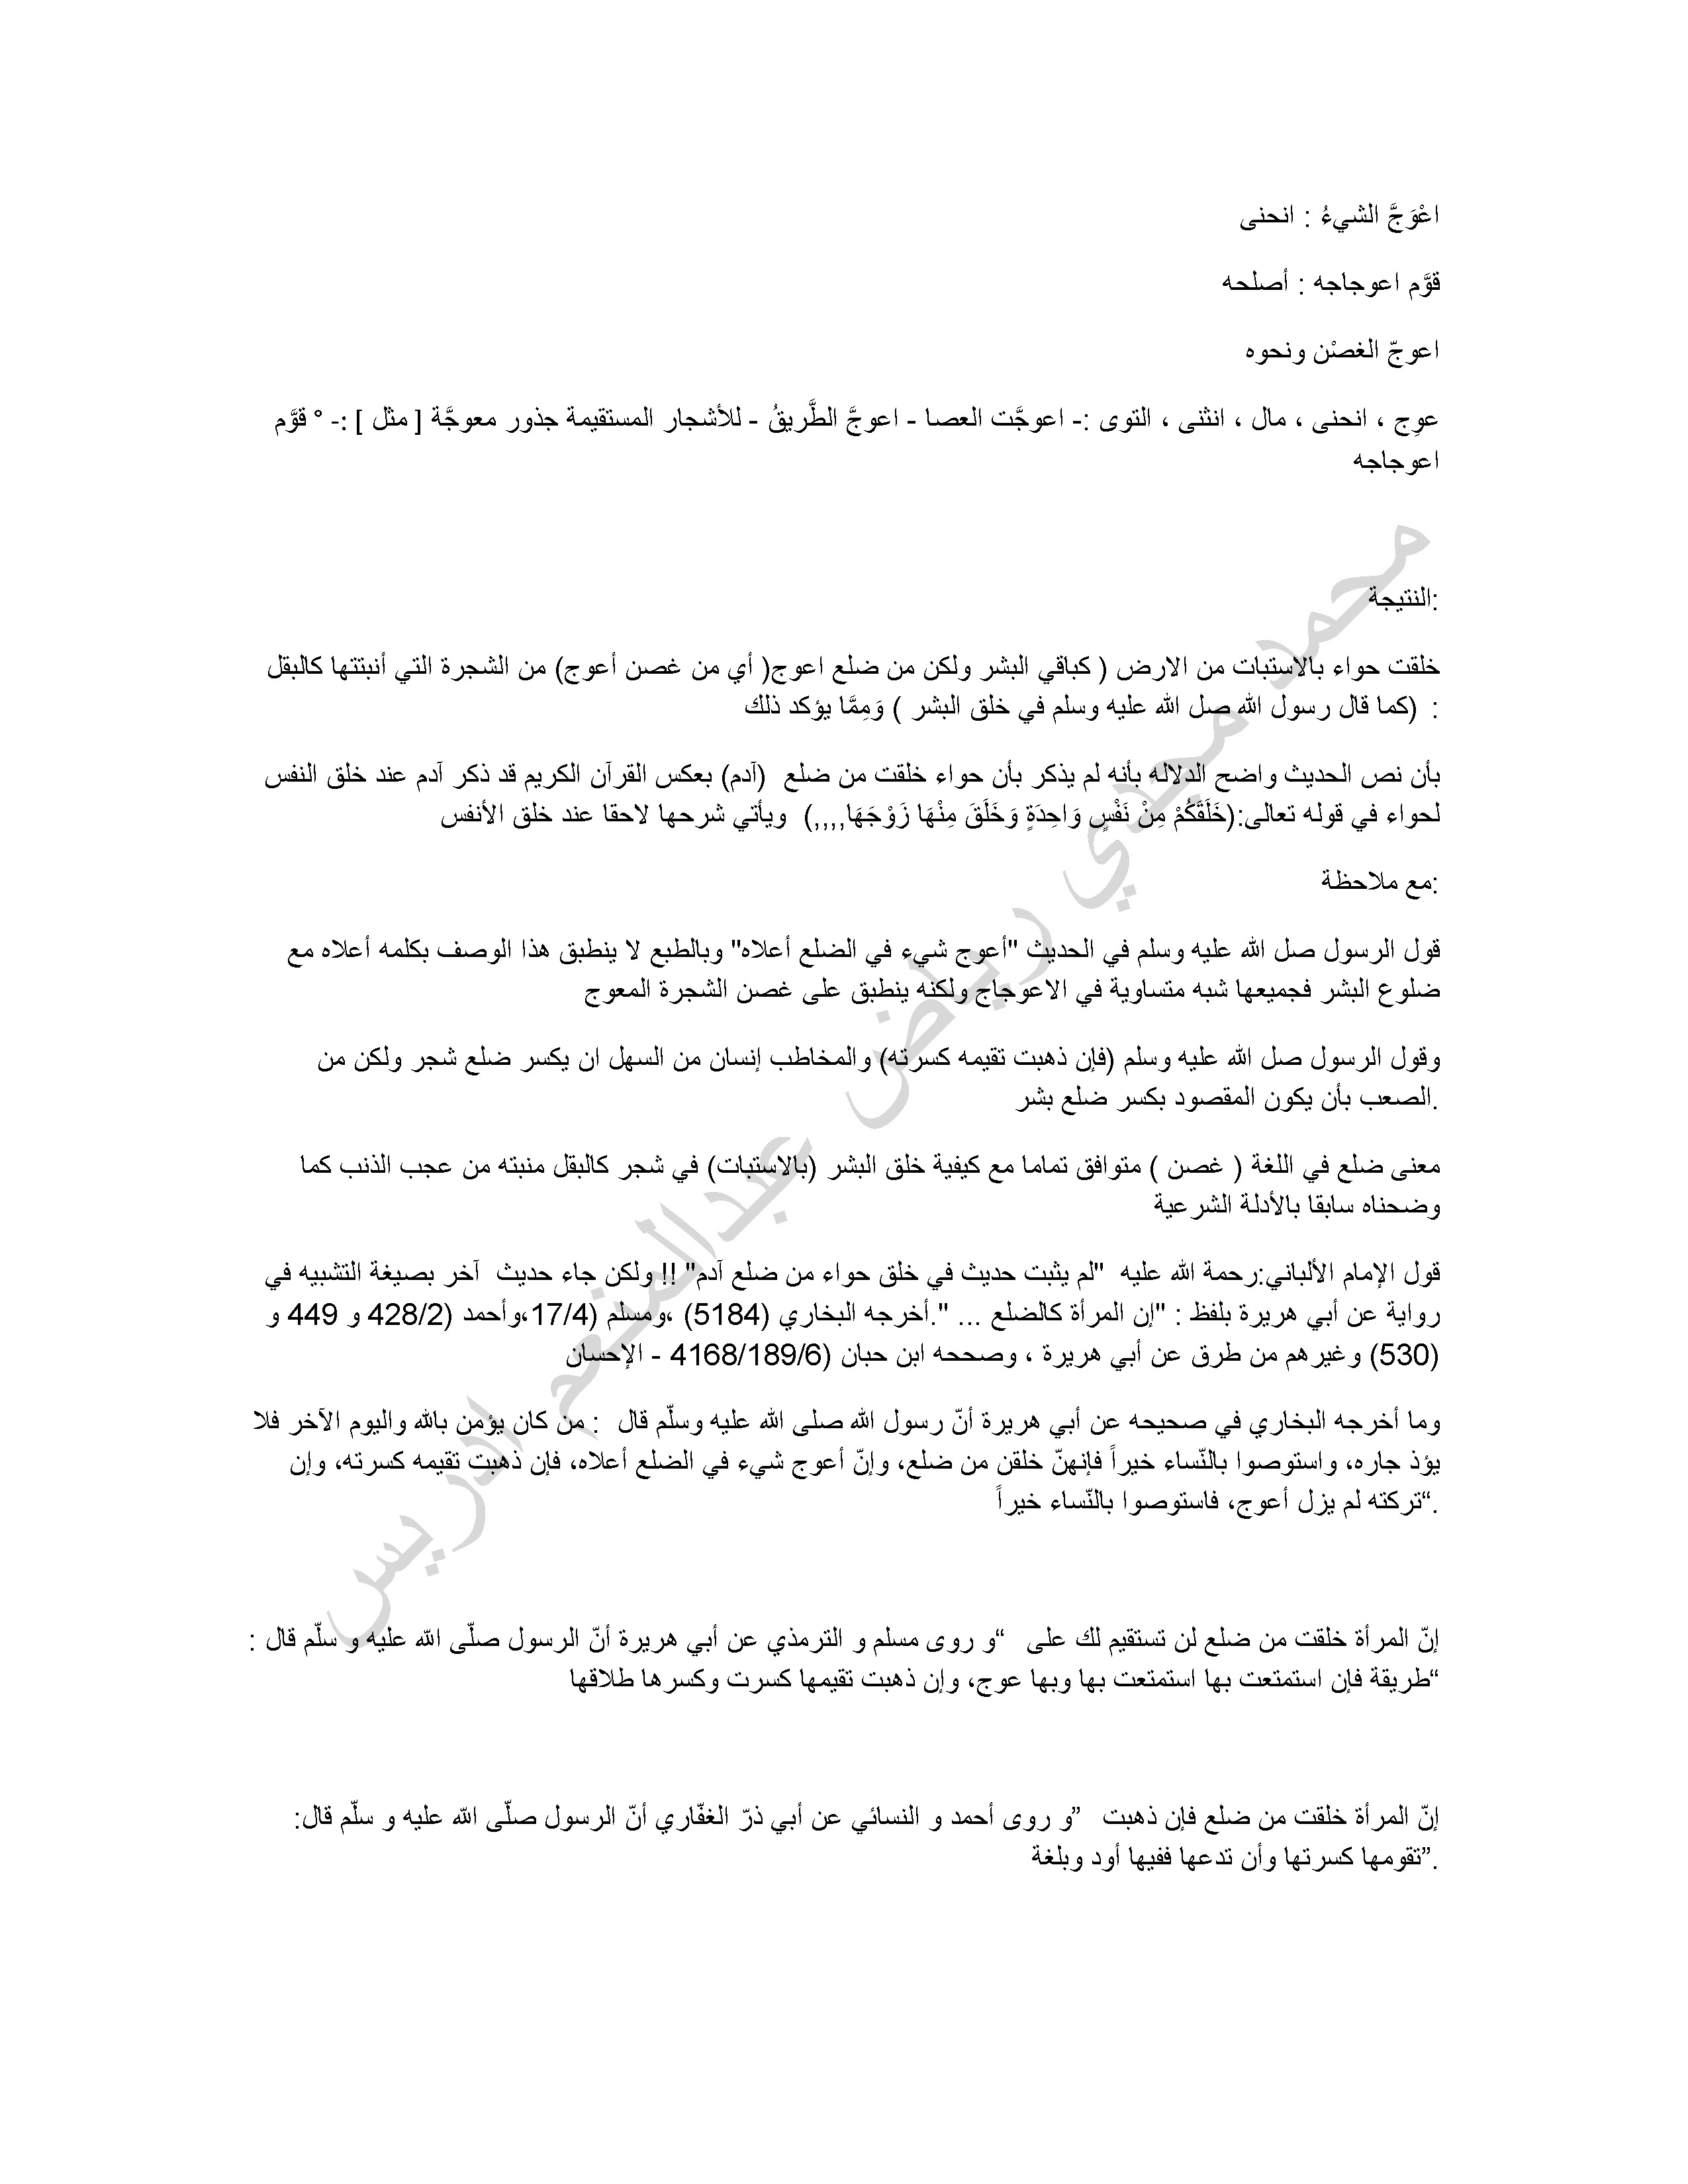 اعْوَجَّ الشيءُ : انحنى
قوَّم اعوجاجه : أصلحه
اعوجّ الغصْن ونحوه
عوِج ، انحنى ، مال ، انثنى ، التوى :- اعوجَّت العصا - اعوجَّ الطَّريقُ - للأشجار المستقيمة جذور معوجَّة [ مثل ] :- ° قوَّم
اعوجاجه
:النتيجة
خلقت حواء بالاستبات من الارض ( كباقي البشر ولكن من ضلع اعوج( أي من غصن أعوج) من الشجرة التي أنبتتها كالبقل
: (كما قال رسول الله صل الله عليه وسلم في خلق البشر ) وَمِمَّا يؤكد ذلك
بأن نص الحديث واضح الدلاله بأنه لم يذكر بأن حواء خلقت من ضلع (آدم) بعكس القرآن الكريم قد ذكر آدم عند خلق النفس
لحواء في قوله تعالى:(خَلَقَكُمْ مِنْ نَفْسٍ وَاحِدَةٍ وَخَلَقَ مِنْهَا زَوْجَهَا,,,,) ويأتي شرحها لاحقا عند خلق الأنفس
:مع ملاحظة
قول الرسول صل الله عليه وسلم في الحديث "أعوج شيء في الضلع أعلاه" وبالطبع لا ينطبق هذا الوصف بكلمه أعلاه مع
ضلوع البشر فجميعها شبه متساوية في الاعوجاج ولكنه ينطبق على غصن الشجرة المعوج
وقول الرسول صل الله عليه وسلم (فإن ذهبت تقيمه كسرته) والمخاطب إنسان من السهل ان يكسر ضلع شجر ولكن من
.الصعب بأن يكون المقصود بكسر ضلع بشر
معنى ضلع في اللغة ( غصن ) متوافق تماما مع كيفية خلق البشر (بالاستبات) في شجر كالبقل منبته من عجب الذنب كما
وضحناه سابقا بالأدلة الشرعية
قول الإمام الألباني:رحمة الله عليه "لم يثبت حديث في خلق حواء من ضلع آدم" !! ولكن جاء حديث آخر بصيغة التشبيه في
رواية عن أبي هريرة بلفظ : "إن المرأة كالضلع ... ".أخرجه البخاري (5184) ،ومسلم (17/4،وأحمد (428/2 و 449 و
530) وغيرهم من طرق عن أبي هريرة ، وصححه ابن حبان (4168/189/6 - الإحسان)
وما أخرجه البخاري في صحيحه عن أبي هريرة أنّ رسول الله صلى الله عليه وسلّم قال : من كان يؤمن بالله واليوم الآخر فلا
يؤذ جاره، واستوصوا بالنّساء خيراً فإنهنّ خلقن من ضلع، وإنّ أعوج شيء في الضلع أعلاه، فإن ذهبت تقيمه كسرته، وإن
.“تركته لم يزل أعوج، فاستوصوا بالنّساء خيراً
إنّ المرأة خلقت من ضلع لن تستقيم لك على “و روى مسلم و الترمذي عن أبي هريرة أنّ الرسول صلّى الله عليه و سلّم قال :
“طريقة فإن استمتعت بها استمتعت بها وبها عوج، وإن ذهبت تقيمها كسرت وكسرها طلاقها
إنّ المرأة خلقت من ضلع فإن ذهبت ”و روى أحمد و النسائي عن أبي ذرّ الغفّاري أنّ الرسول صلّى الله عليه و سلّم قال:
.”تقومها كسرتها وأن تدعها ففيها أود وبلغة
محمد مجدي رياض عبدالمنعم ادريس